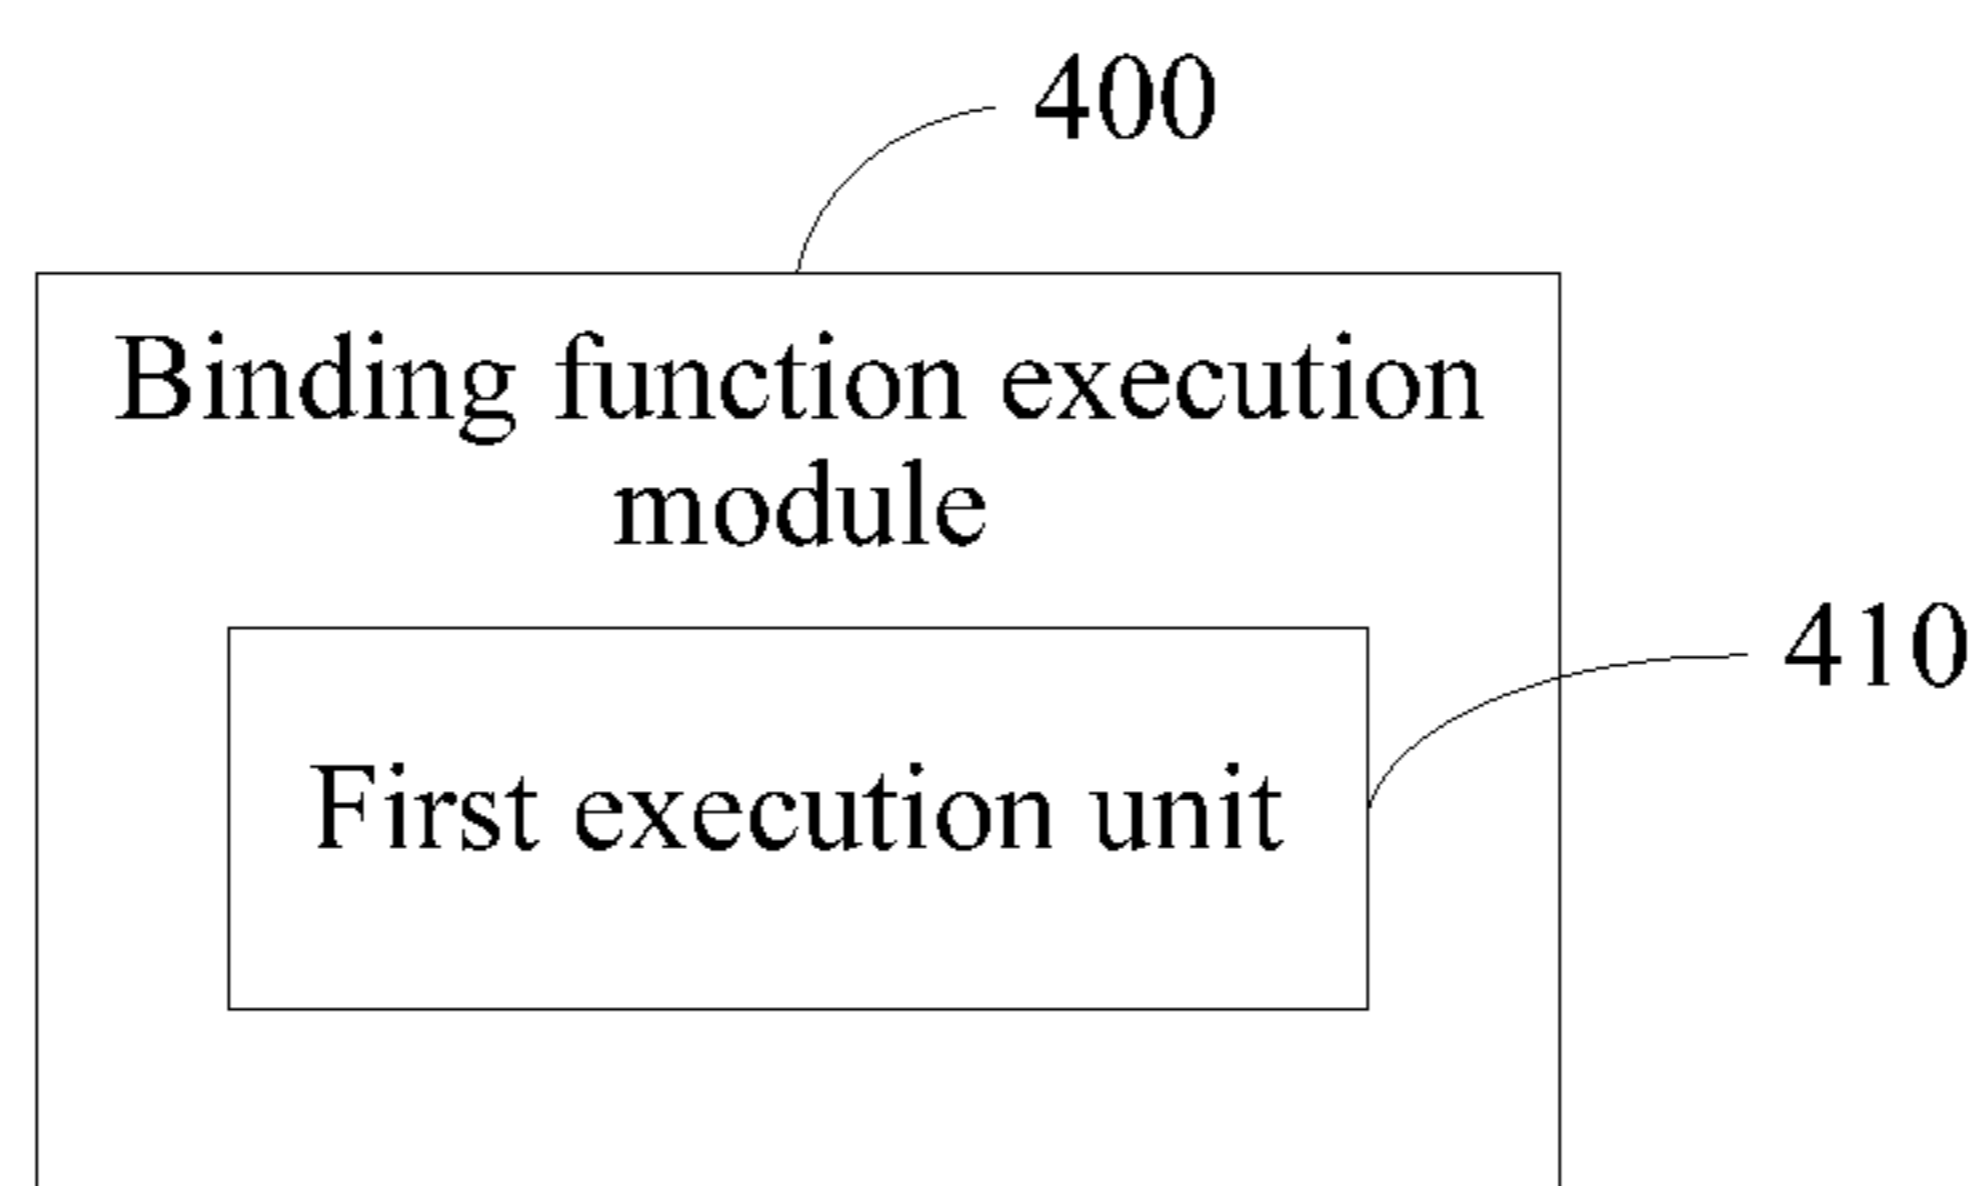 400
Binding function execution
module
410
First execution unit